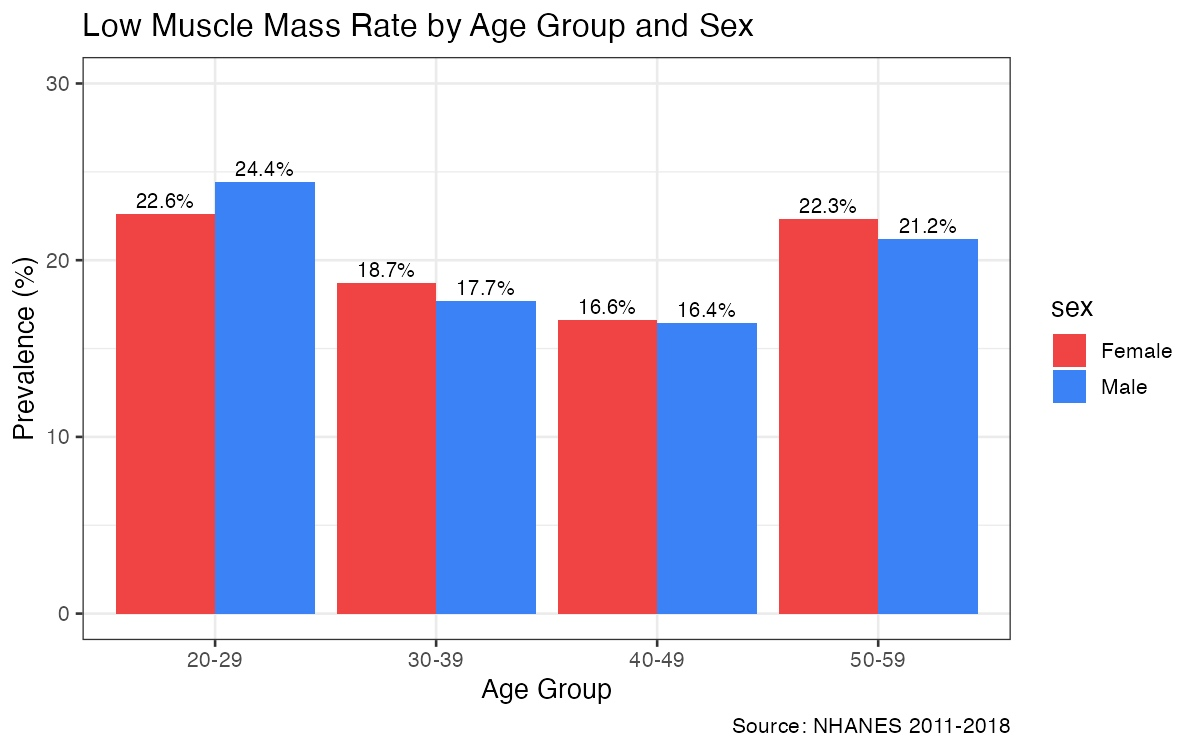 Low Muscle Mass Rate by Age Group and Sex
Prevalence (%)
30
20
10
0
22.6%
24.4%
18.7%
17.7%
16.6%
16.4%
22.3%
21.2%
20-29
30-39
40-49
50-59
Age Group
sex
Female
Male
Source: NHANES 2011-2018